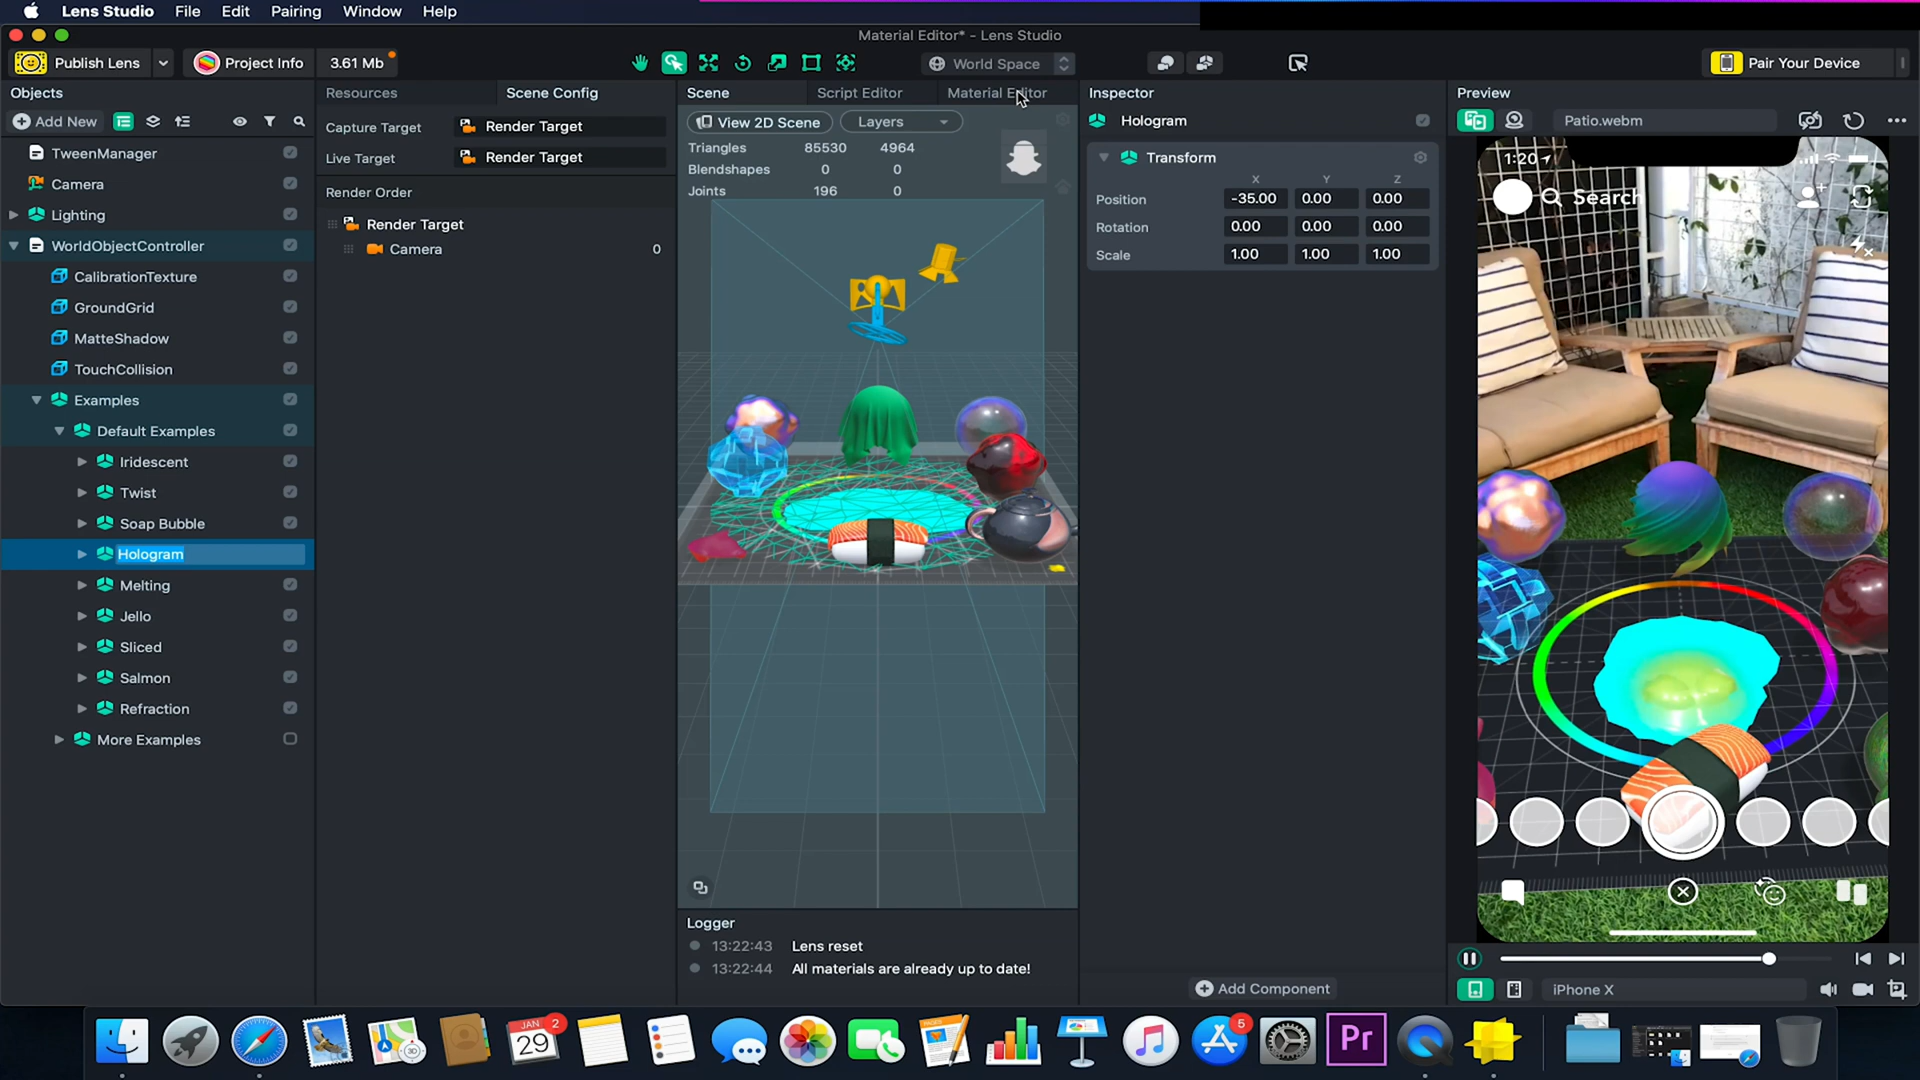 Lens Studio File Edit Pairing Window Help
Material Editor* - Lens Studio
Publish Lens Project Info 3.61 Mb World Space Pair Your Device
Objects
Add New
TweenManager
Camera
Lighting
WorldObjectController
CalibrationTexture
GroundGrid
MatteShadow
TouchCollision
Examples
Default Examples
Iridescent
Twist
Soap Bubble
Hologram
Melting
Jello
Sliced
Salmon
Refraction
More Examples
Resources Scene Config
Capture Target Render Target
Live Target Render Target
Render Order
Render Target
Camera 0
Scene Script Editor Material Editor
View 2D Scene Layers
Triangles 85530 4964
Blendshapes 0 0
Joints 196 0
Logger
13:22:43 Lens reset
13:22:44 All materials are already up to date!
Inspector
Hologram
Transform
X Y Z
Position -35.00 0.00 0.00
Rotation 0.00 0.00 0.00
Scale 1.00 1.00 1.00
Add Component
Preview
Patio.webm
1:20
Search
iPhone X
JAN 29 2
3D
PAGES
5
Pr